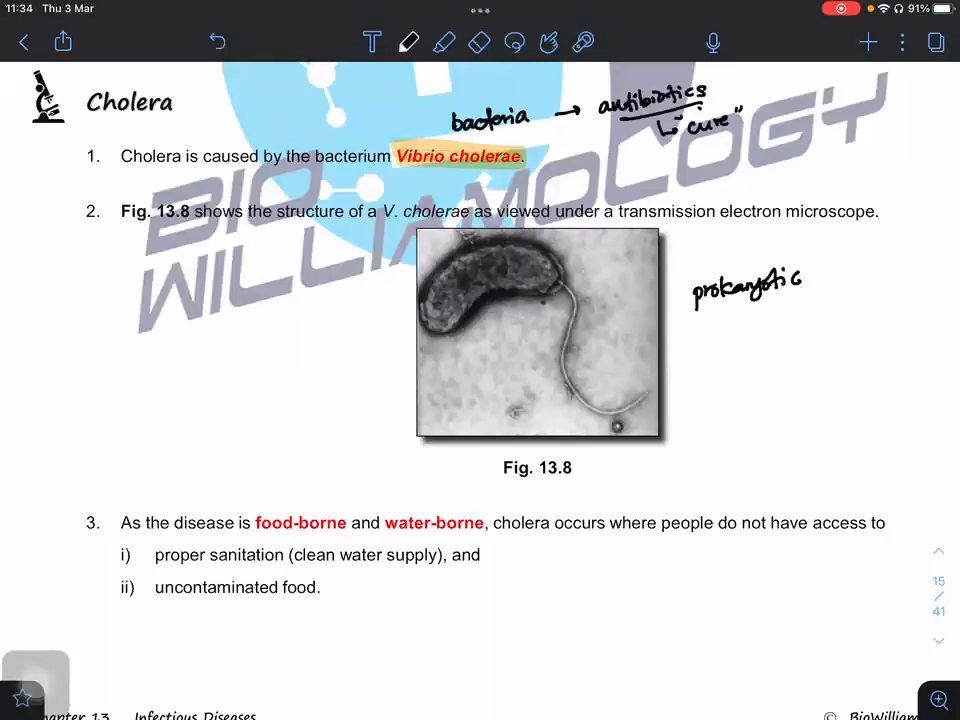 11:34 Thu 3 Mar
91%
Cholera
bacteria → antibiotics
↳ "cure"
1. Cholera is caused by the bacterium Vibrio cholerae.
2. Fig. 13.8 shows the structure of a V. cholerae as viewed under a transmission electron microscope.
BIO
WILLIAMOLOGY
prokaryotic
Fig. 13.8
3. As the disease is food-borne and water-borne, cholera occurs where people do not have access to
i) proper sanitation (clean water supply), and
ii) uncontaminated food.
15
/
41
Infectious Diseases
© BioWilliam